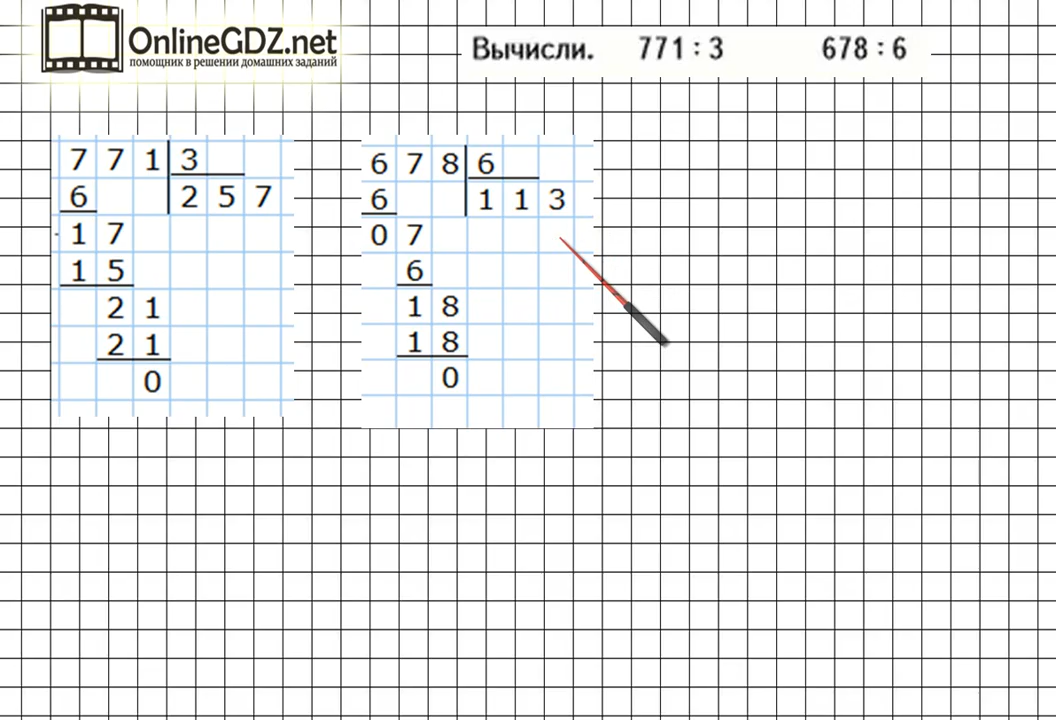 OnlineGDZ.net
помощник в решении домашних заданий
Вычисли. 771 : 3 678 : 6
7 7 1 3
6 2 5 7
1 7
1 5
2 1
2 1
0
6 7 8 6
6 1 1 3
0 7
6
1 8
1 8
0